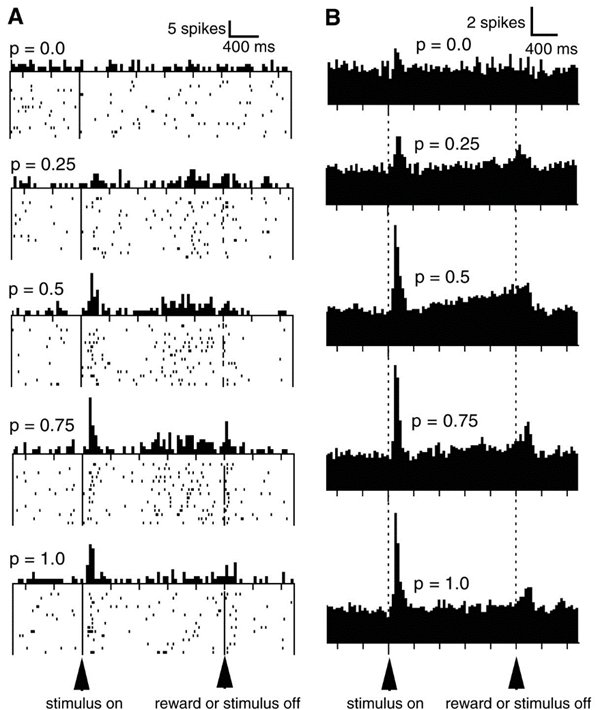 A
5 spikes
400 ms
p = 0.0
p = 0.25
p = 0.5
p = 0.75
p = 1.0
stimulus on
reward or stimulus off
B
2 spikes
400 ms
p = 0.0
p = 0.25
p = 0.5
p = 0.75
p = 1.0
stimulus on
reward or stimulus off